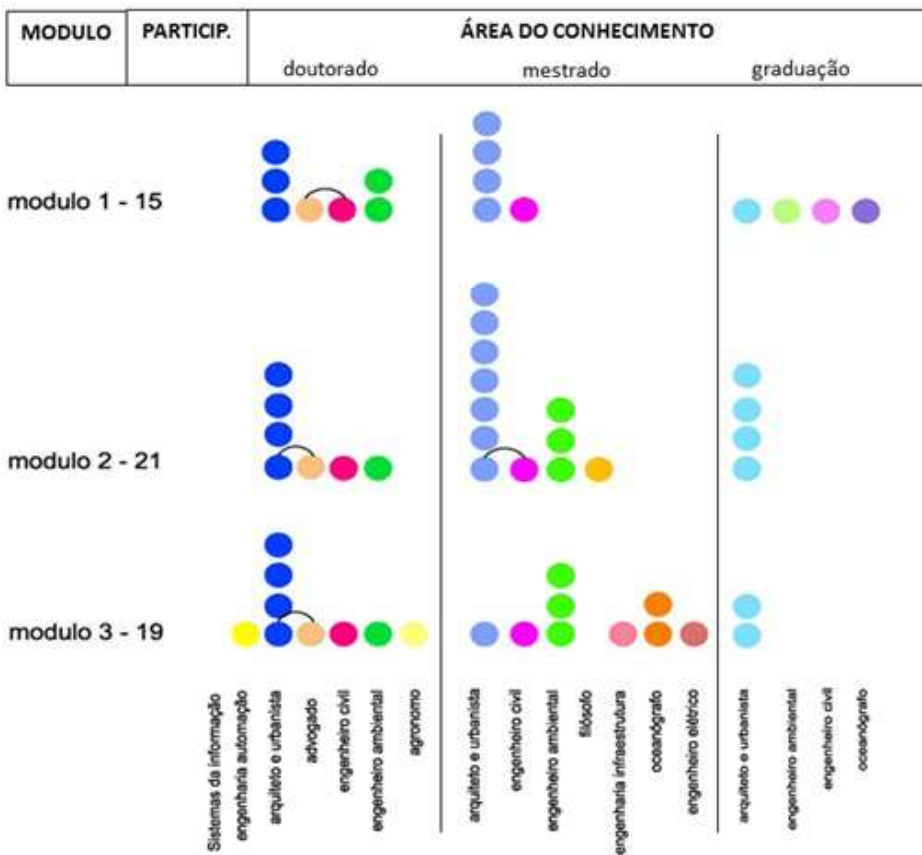 MODULO
PARTICIP.
ÁREA DO CONHECIMENTO
doutorado
mestrado
graduação
modulo 1 - 15
modulo 2 - 21
modulo 3 - 19
Sistemas da informação
engenharia automação
arquiteto e urbanista
advogado
engenheiro civil
engenheiro ambiental
agronomo
arquiteto e urbanista
engenheiro civil
engenheiro ambiental
filósofo
engenharia infraestrutura
oceanógrafo
engenheiro elétrico
arquiteto e urbanista
engenheiro ambiental
engenheiro civil
oceanógrafo